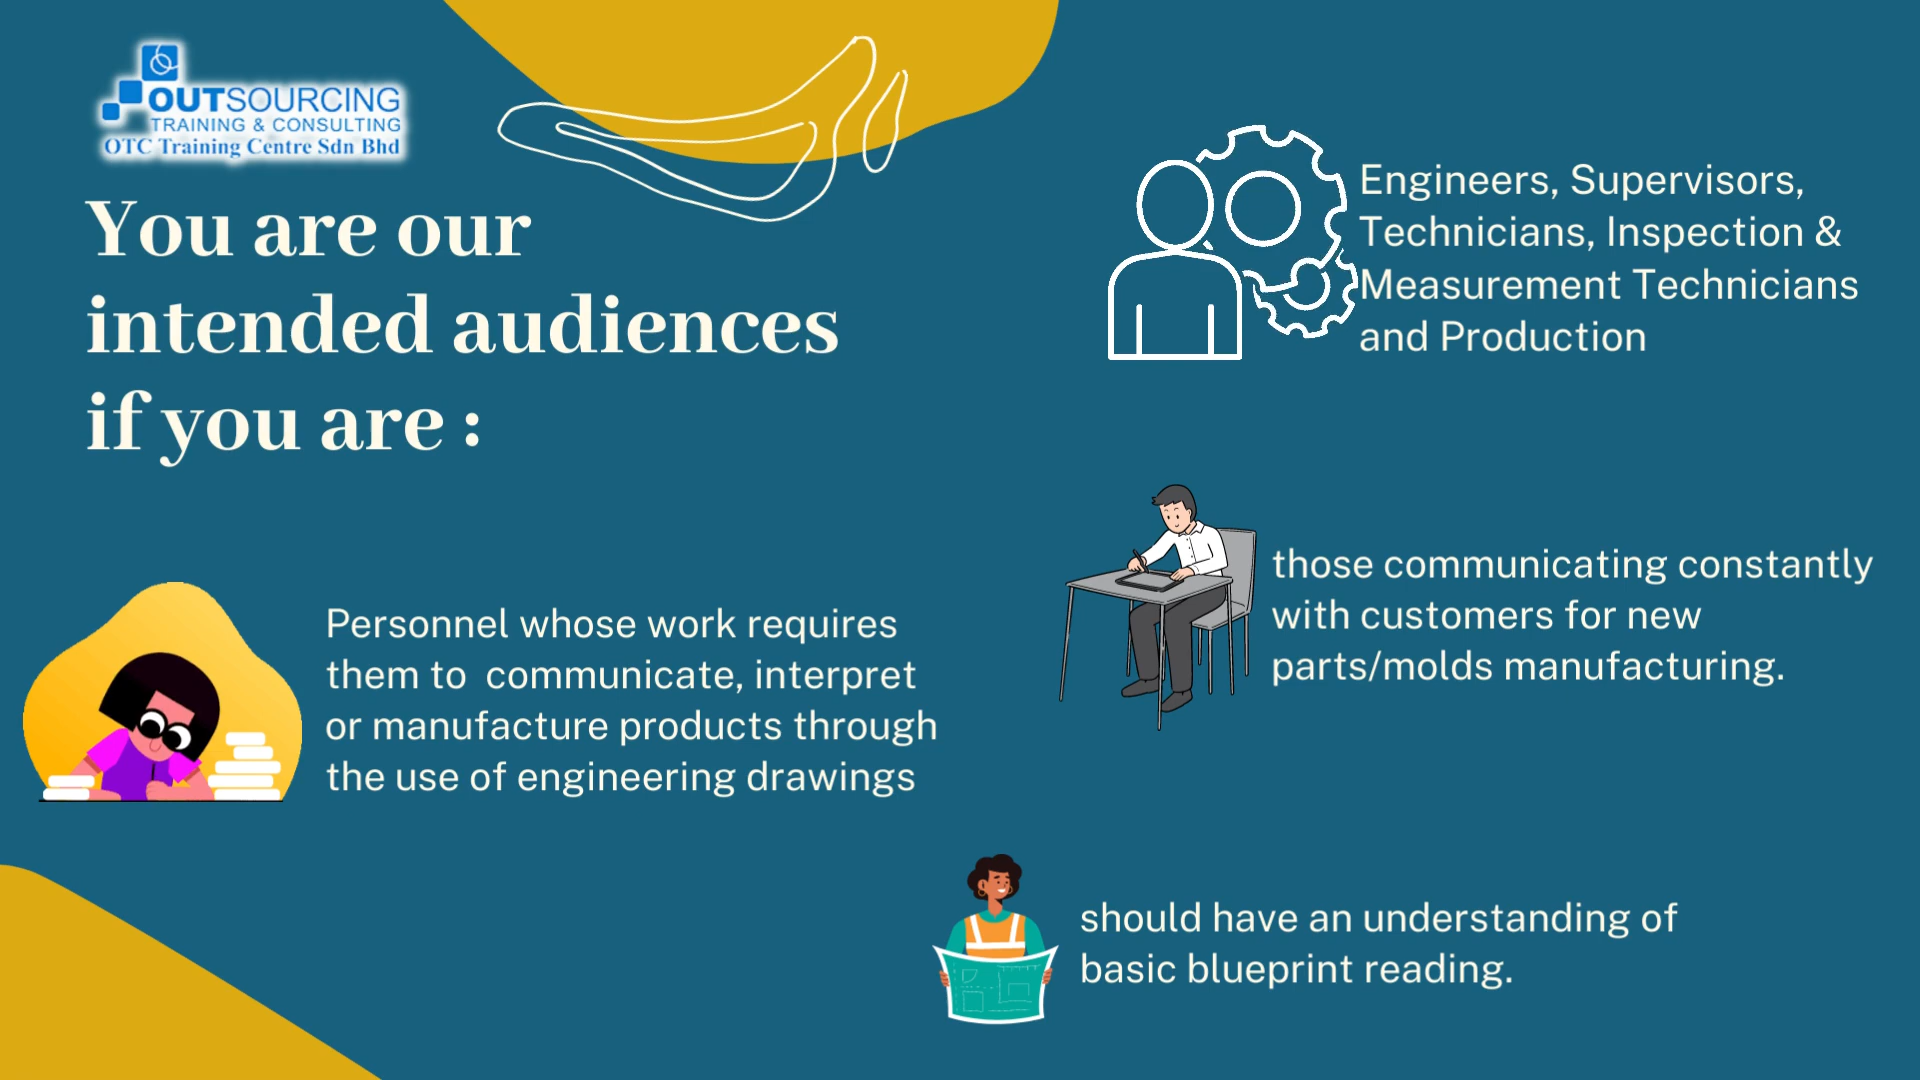 OUTSOURCING
TRAINING & CONSULTING
OTC Training Centre Sdn Bhd
You are our
intended audiences
if you are :
Engineers, Supervisors,
Technicians, Inspection &
Measurement Technicians
and Production
Personnel whose work requires
them to communicate, interpret
or manufacture products through
the use of engineering drawings
those communicating constantly
with customers for new
parts/molds manufacturing.
should have an understanding of
basic blueprint reading.